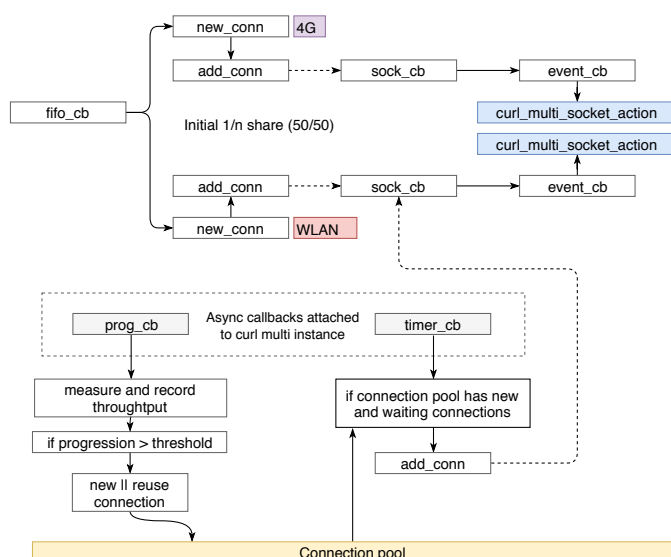 new_conn
4G
add_conn
sock_cb
event_cb
fifo_cb
curl_multi_socket_action
Initial 1/n share (50/50)
curl_multi_socket_action
add_conn
sock_cb
event_cb
new_conn
WLAN
prog_cb
Async callbacks attached
to curl multi instance
timer_cb
measure and record
throughtput
if connection pool has new
and waiting connections
if progression > threshold
add_conn
new || reuse
connection
Connection pool